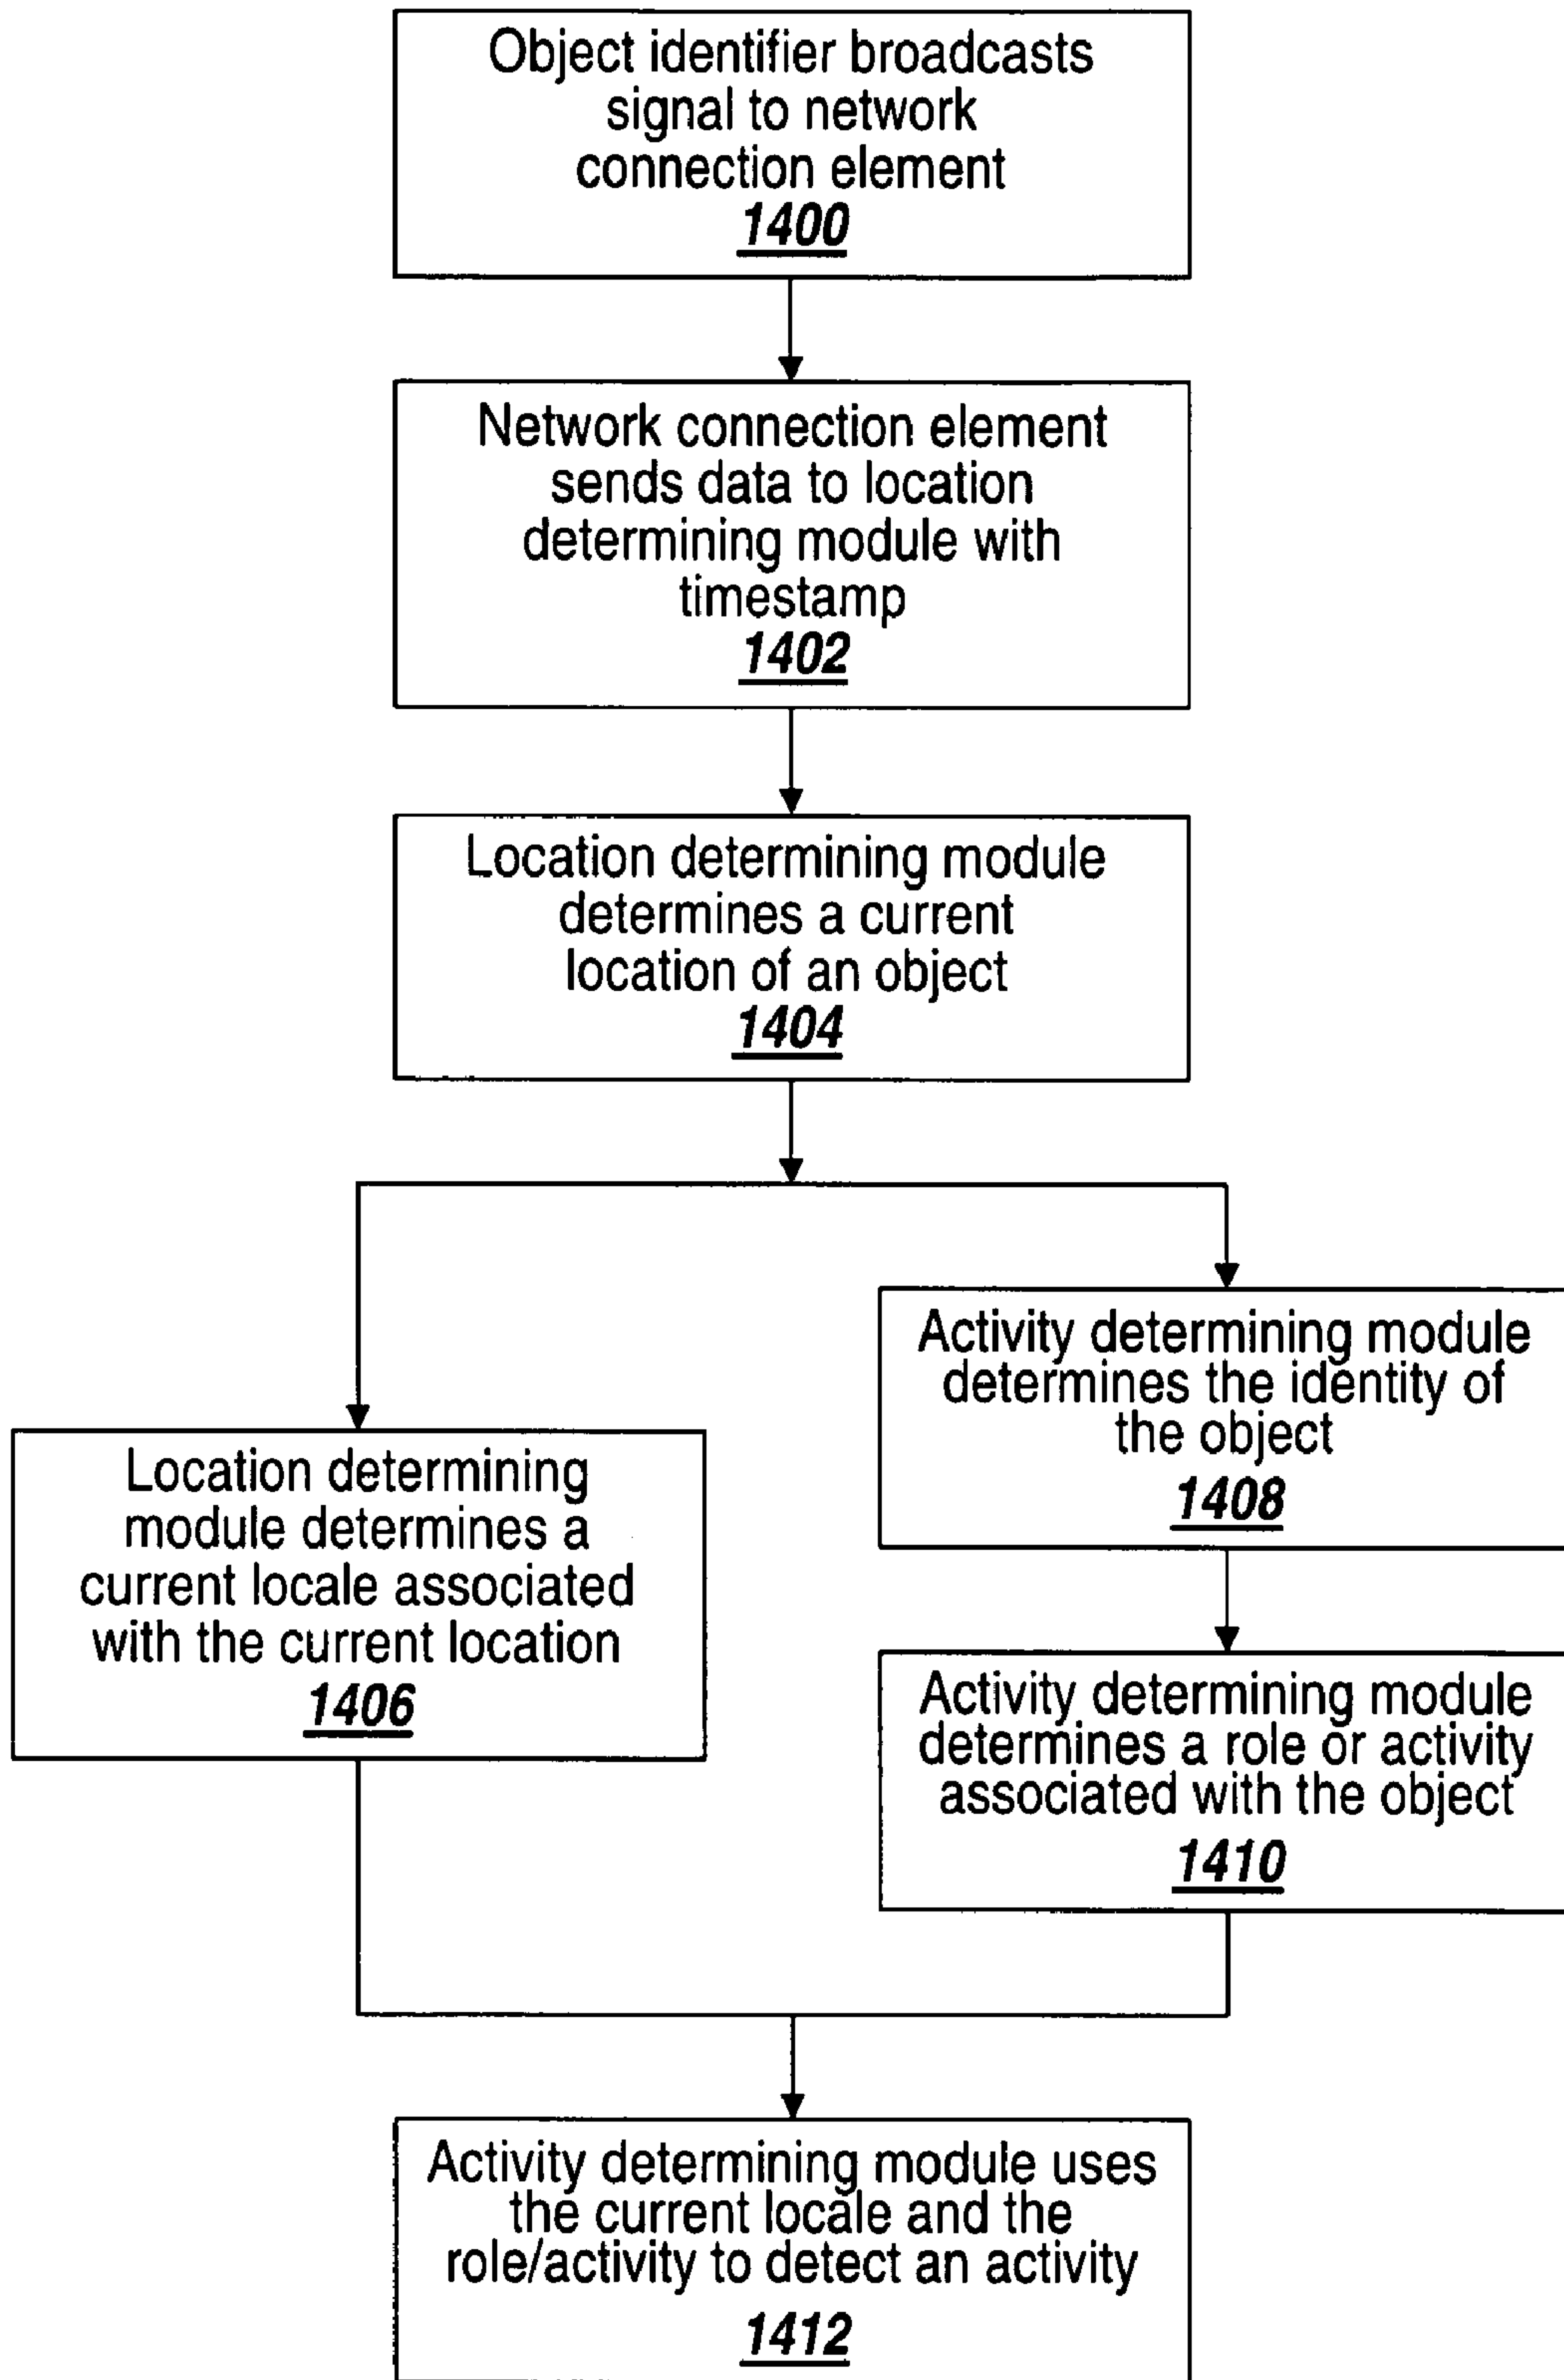 Object identifier broadcasts
signal to network
connection element
1400
Network connection element
sends data to location
determining module with
timestamp
1402
Location determining module
determines a current
location of an object
1404
Location determining
module determines a
current locale associated
with the current location
1406
Activity determining module
determines the identity of
the object
1408
Activity determining module
determines a role or activity
associated with the object
1410
Activity determining module uses
the current locale and the
role/activity to detect an activity
1412